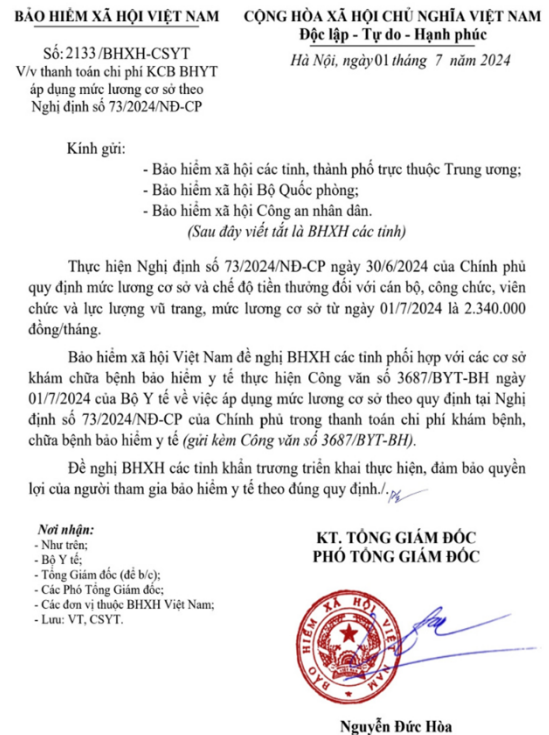 BẢO HIỂM XÃ HỘI VIỆT NAM
CỘNG HÒA XÃ HỘI CHỦ NGHĨA VIỆT NAM
Độc lập - Tự do - Hạnh phúc
Số: 2133/BHXH-CSYT
V/v thanh toán chi phí KCB BHYT
áp dụng mức lương cơ sở theo
Nghị định số 73/2024/NĐ-CP
Hà Nội, ngày 01 tháng 7 năm 2024
Kính gửi:
- Bảo hiểm xã hội các tỉnh, thành phố trực thuộc Trung ương;
- Bảo hiểm xã hội Bộ Quốc phòng;
- Bảo hiểm xã hội Công an nhân dân.
(Sau đây viết tắt là BHXH các tỉnh)
Thực hiện Nghị định số 73/2024/NĐ-CP ngày 30/6/2024 của Chính phủ
quy định mức lương cơ sở và chế độ tiền thưởng đối với cán bộ, công chức, viên
chức và lực lượng vũ trang, mức lương cơ sở từ ngày 01/7/2024 là 2.340.000
đồng/tháng.
Bảo hiểm xã hội Việt Nam đề nghị BHXH các tỉnh phối hợp với các cơ sở
khám chữa bệnh bảo hiểm y tế thực hiện Công văn số 3687/BYT-BH ngày
01/7/2024 của Bộ Y tế về việc áp dụng mức lương cơ sở theo quy định tại Nghị
định số 73/2024/NĐ-CP của Chính phủ trong thanh toán chi phí khám bệnh,
chữa bệnh bảo hiểm y tế (gửi kèm Công văn số 3687/BYT-BH).
Đề nghị BHXH các tỉnh khẩn trương triển khai thực hiện, đảm bảo quyền
lợi của người tham gia bảo hiểm y tế theo đúng quy định./.
Nơi nhận:
- Như trên;
- Bộ Y tế;
- Tổng Giám đốc (để b/c);
- Các Phó Tổng Giám đốc;
- Các đơn vị thuộc BHXH Việt Nam;
- Lưu: VT, CSYT.
KT. TỔNG GIÁM ĐỐC
PHÓ TỔNG GIÁM ĐỐC
BẢO HIỂM XÃ HỘI VIỆT NAM
Nguyễn Đức Hòa